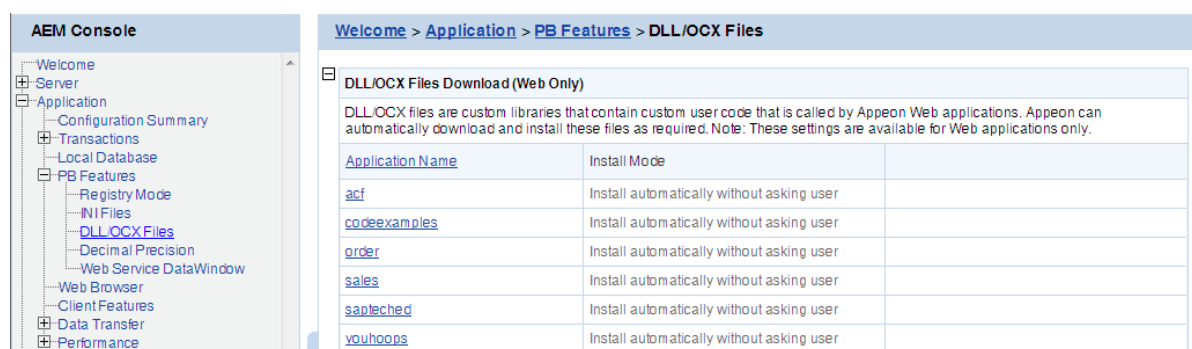 AEM Console
Welcome
Server
Application
Configuration Summary
Transactions
Local Database
PB Features
Registry Mode
INI Files
DLL/OCX Files
Decimal Precision
Web Service DataWindow
Web Browser
Client Features
Data Transfer
Performance
Welcome > Application > PB Features > DLL/OCX Files
DLL/OCX Files Download (Web Only)
DLL/OCX files are custom libraries that contain custom user code that is called by Appeon Web applications. Appeon can
automatically download and install these files as required. Note: These settings are available for Web applications only.
Application Name Install Mode
acf Install automatically without asking user
codeexamples Install automatically without asking user
order Install automatically without asking user
sales Install automatically without asking user
sapteched Install automatically without asking user
youhoops Install automatically without asking user